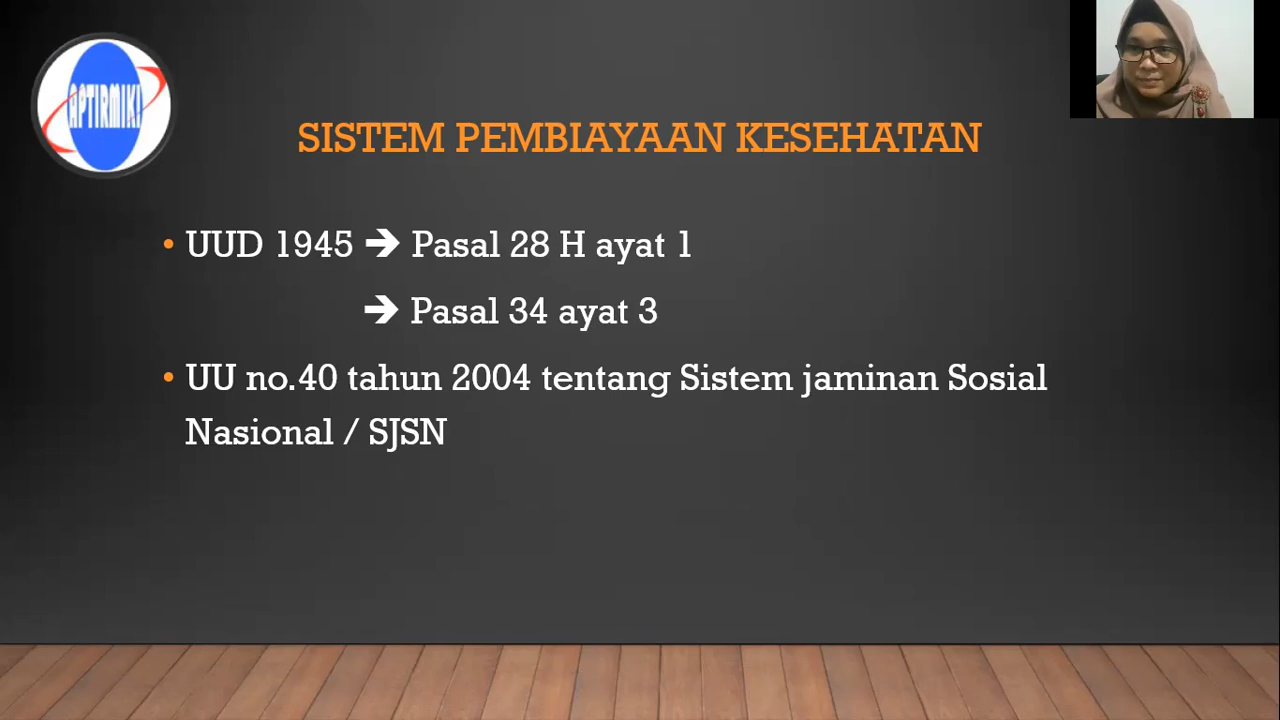 APTIRMIKI
SISTEM PEMBIAYAAN KESEHATAN
• UUD 1945 🡺 Pasal 28 H ayat 1
🡺 Pasal 34 ayat 3
• UU no.40 tahun 2004 tentang Sistem jaminan Sosial
Nasional / SJSN